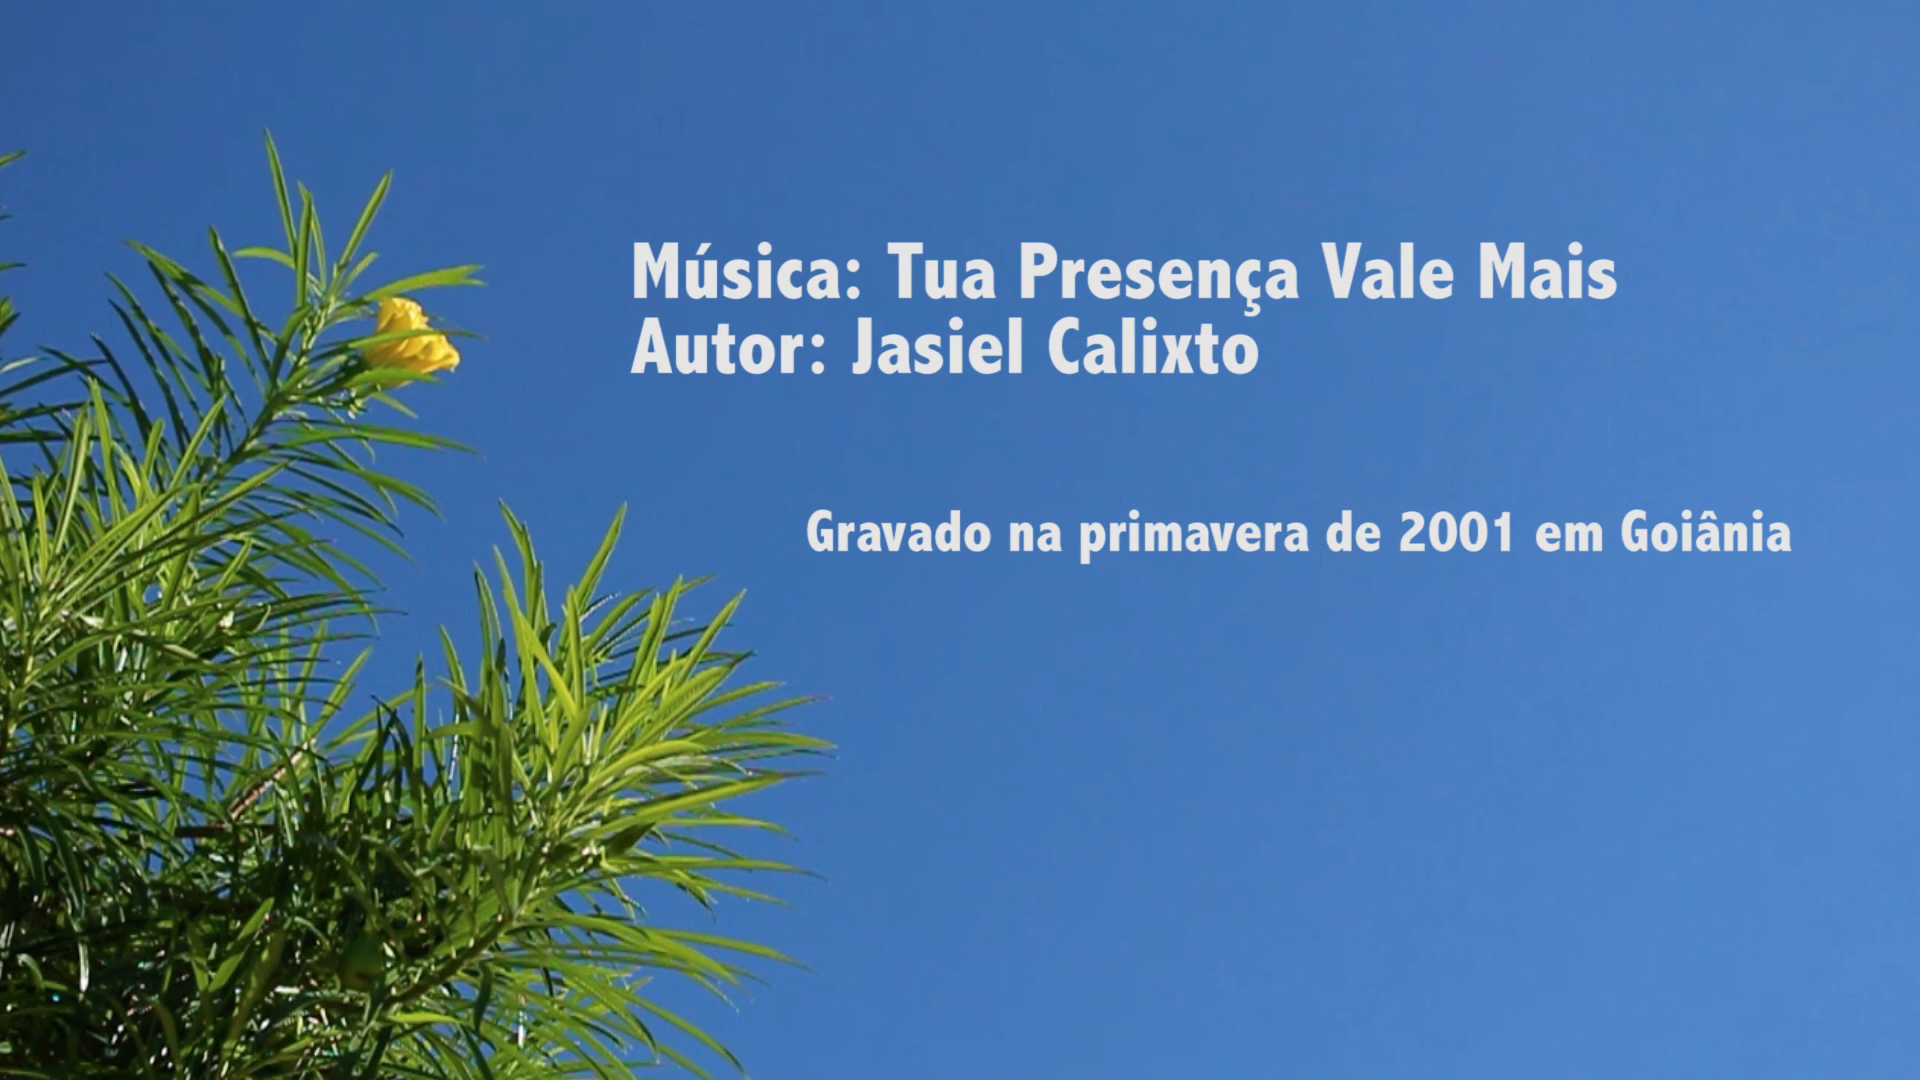 Música: Tua Presença Vale Mais
Autor: Jasiel Calixto
Gravado na primavera de 2001 em Goiânia